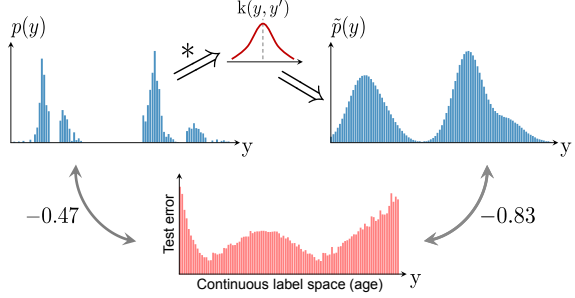 k(y, y′)
p(y)
*
p̃(y)
y
y
−0.47
−0.83
Test error
y
Continuous label space (age)